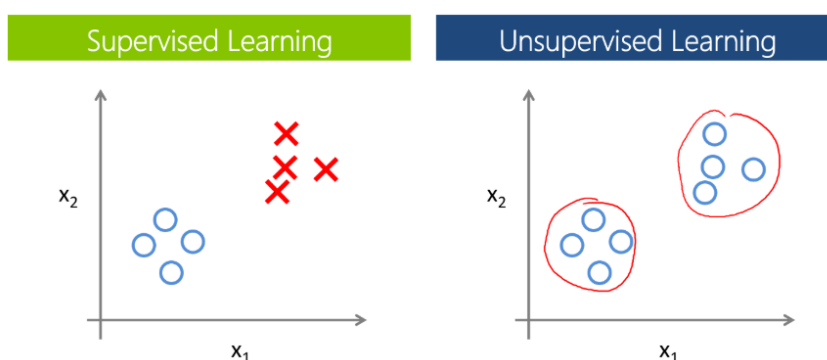 Supervised Learning
Unsupervised Learning
x2
x1
x2
x1